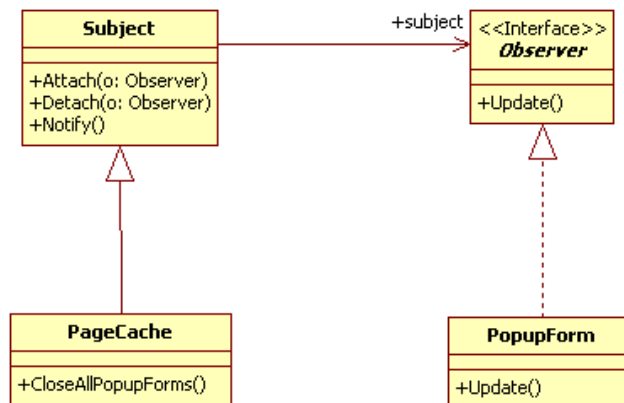 Subject
+Attach(o: Observer)
+Detach(o: Observer)
+Notify()
+subject
<<Interface>>
Observer
+Update()
PageCache
+CloseAllPopupForms()
PopupForm
+Update()